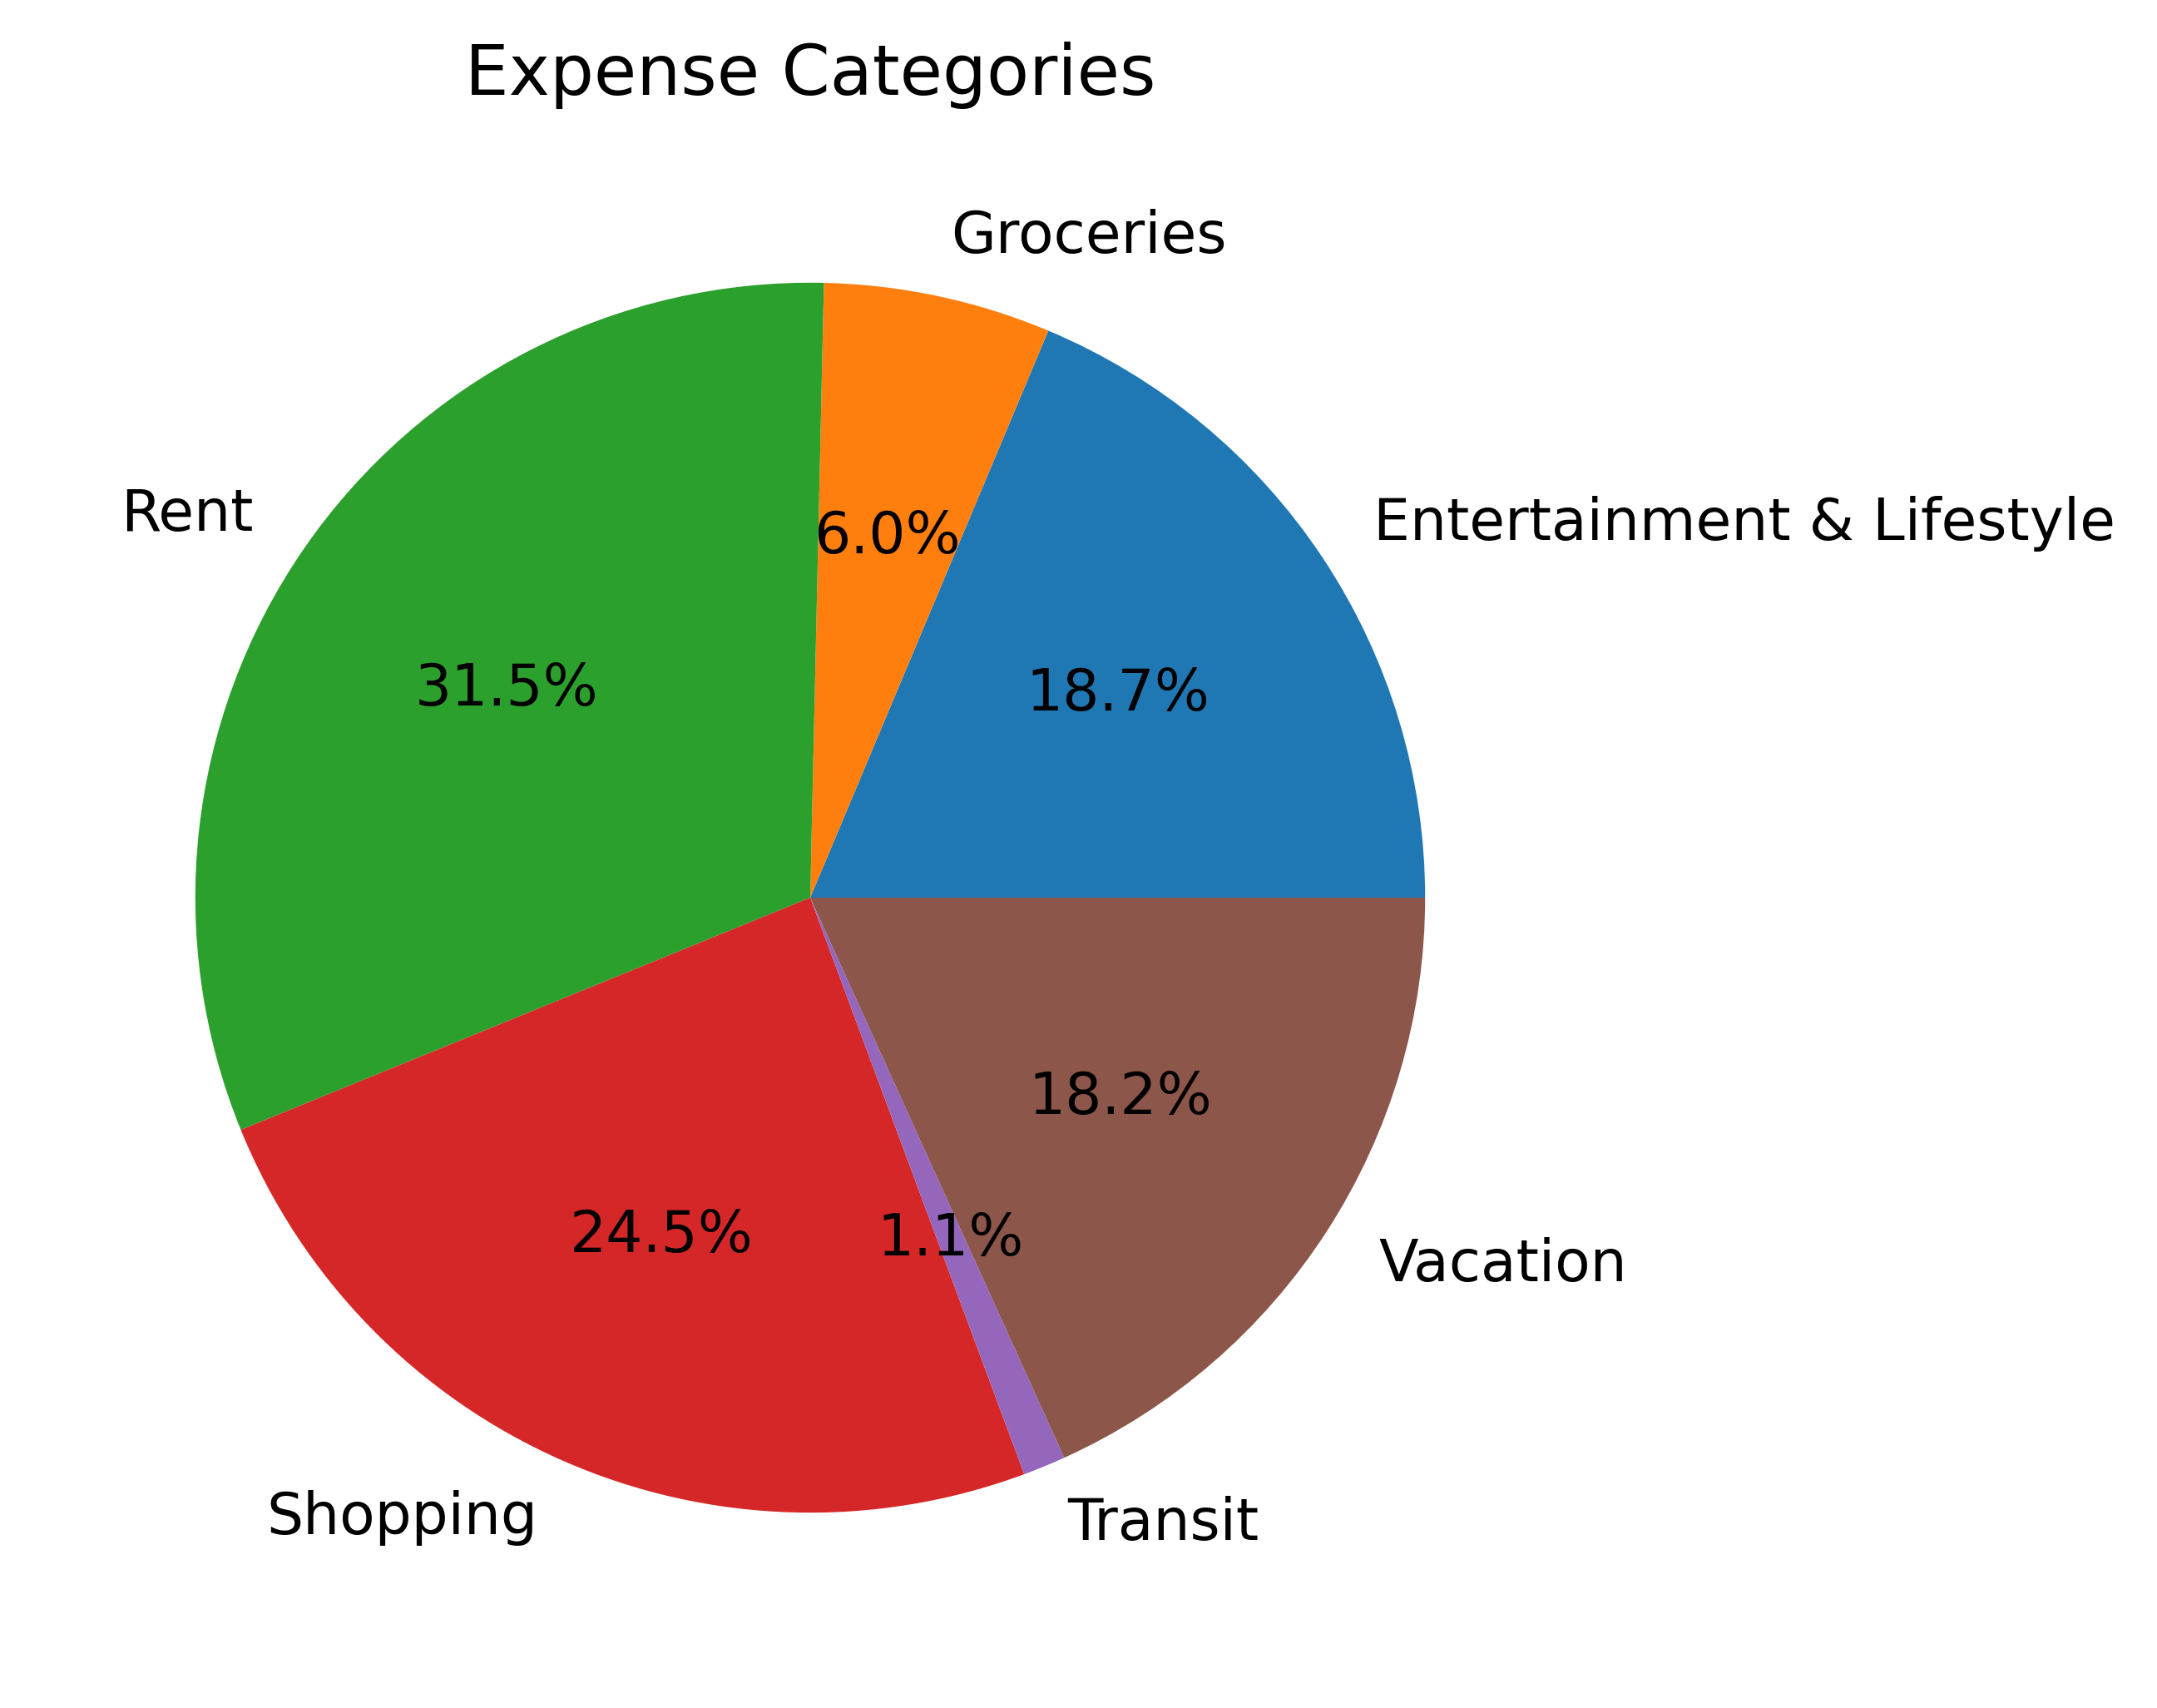 Expense Categories
Groceries
Rent
Entertainment & Lifestyle
6.0%
31.5%
18.7%
18.2%
24.5%
1.1%
Vacation
Shopping
Transit